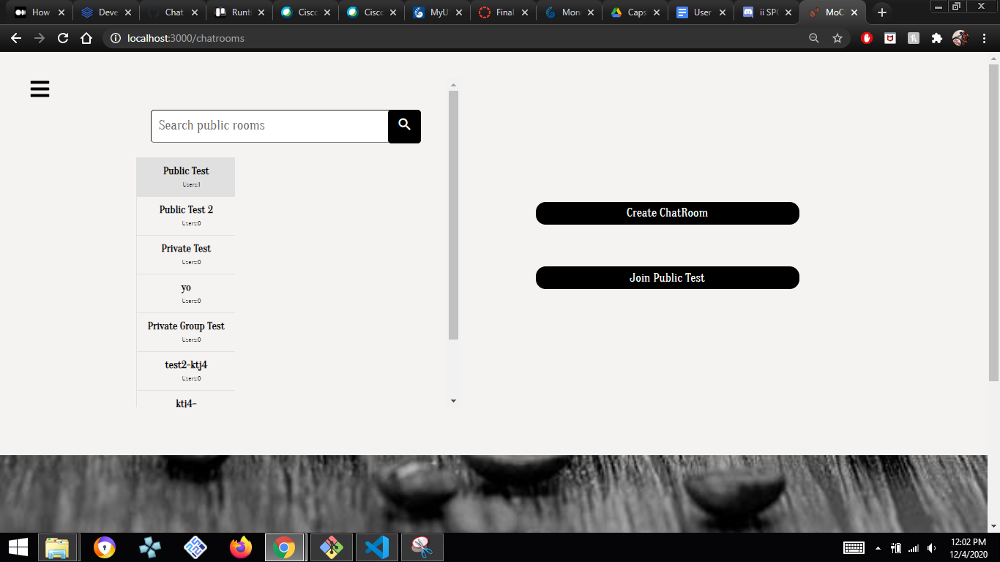 How
Deve
Chat
Runti
Cisco
Cisco
MyU
Final
Mon
Caps
User
ii SPO
MoC
localhost:3000/chatrooms
Search public rooms
Public Test
Users:1
Public Test 2
Users:0
Private Test
Users:0
yo
Users:0
Private Group Test
Users:0
test2-ktj4
Users:0
ktj4-
Create ChatRoom
Join Public Test
12:02 PM
12/4/2020